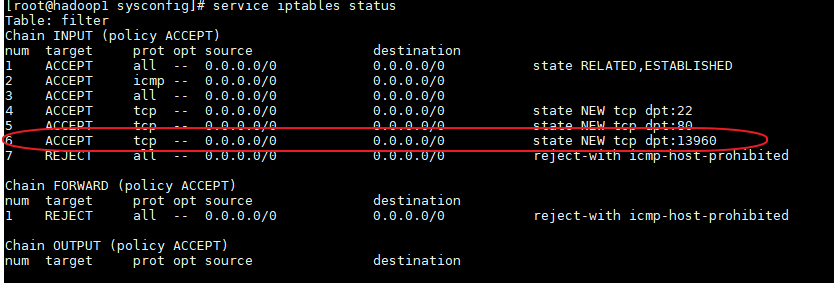 [root@hadoop1 sysconfig]# service iptables status
Table: filter
Chain INPUT (policy ACCEPT)
num  target     prot opt source               destination
1    ACCEPT     all  --  0.0.0.0/0            0.0.0.0/0           state RELATED,ESTABLISHED
2    ACCEPT     icmp --  0.0.0.0/0            0.0.0.0/0
3    ACCEPT     all  --  0.0.0.0/0            0.0.0.0/0
4    ACCEPT     tcp  --  0.0.0.0/0            0.0.0.0/0           state NEW tcp dpt:22
5    ACCEPT     tcp  --  0.0.0.0/0            0.0.0.0/0           state NEW tcp dpt:80
6    ACCEPT     tcp  --  0.0.0.0/0            0.0.0.0/0           state NEW tcp dpt:13960
7    REJECT     all  --  0.0.0.0/0            0.0.0.0/0           reject-with icmp-host-prohibited
Chain FORWARD (policy ACCEPT)
num  target     prot opt source               destination
1    REJECT     all  --  0.0.0.0/0            0.0.0.0/0           reject-with icmp-host-prohibited
Chain OUTPUT (policy ACCEPT)
num  target     prot opt source               destination